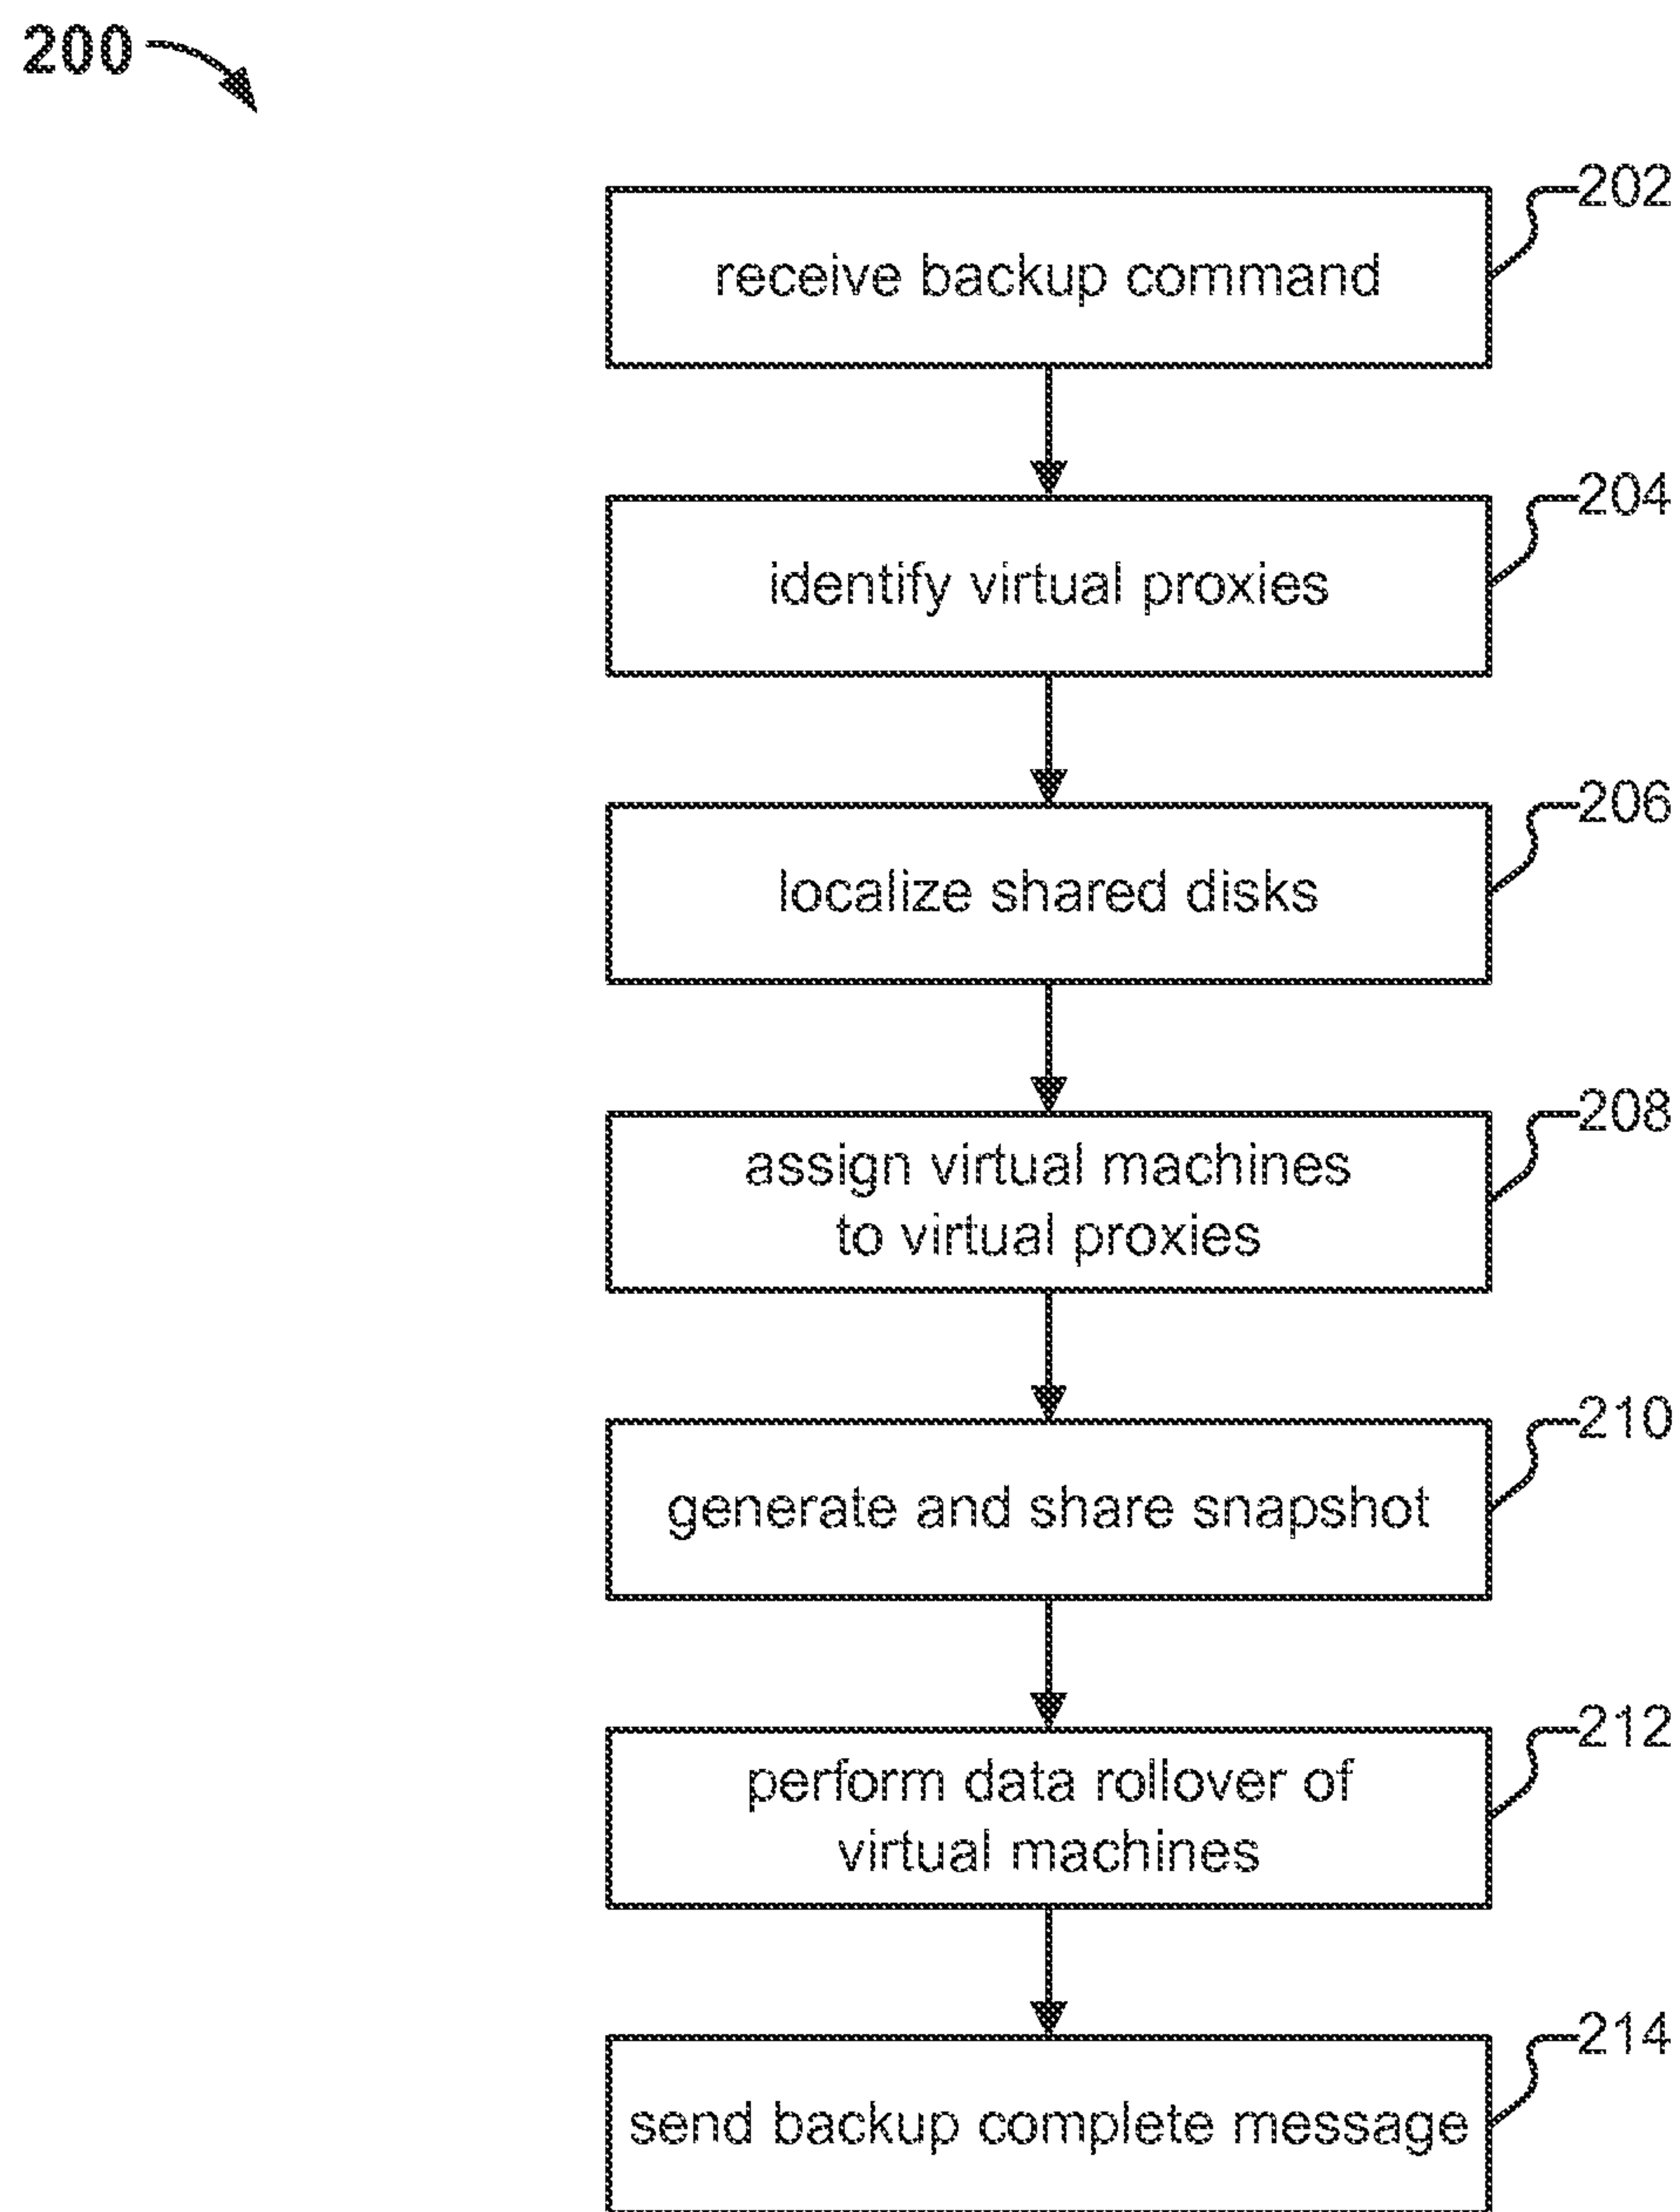 200
202
receive backup command
204
identify virtual proxies
206
localize shared disks
208
assign virtual machines
to virtual proxies
210
generate and share snapshot
212
perform data rollover of
virtual machines
214
send backup complete message